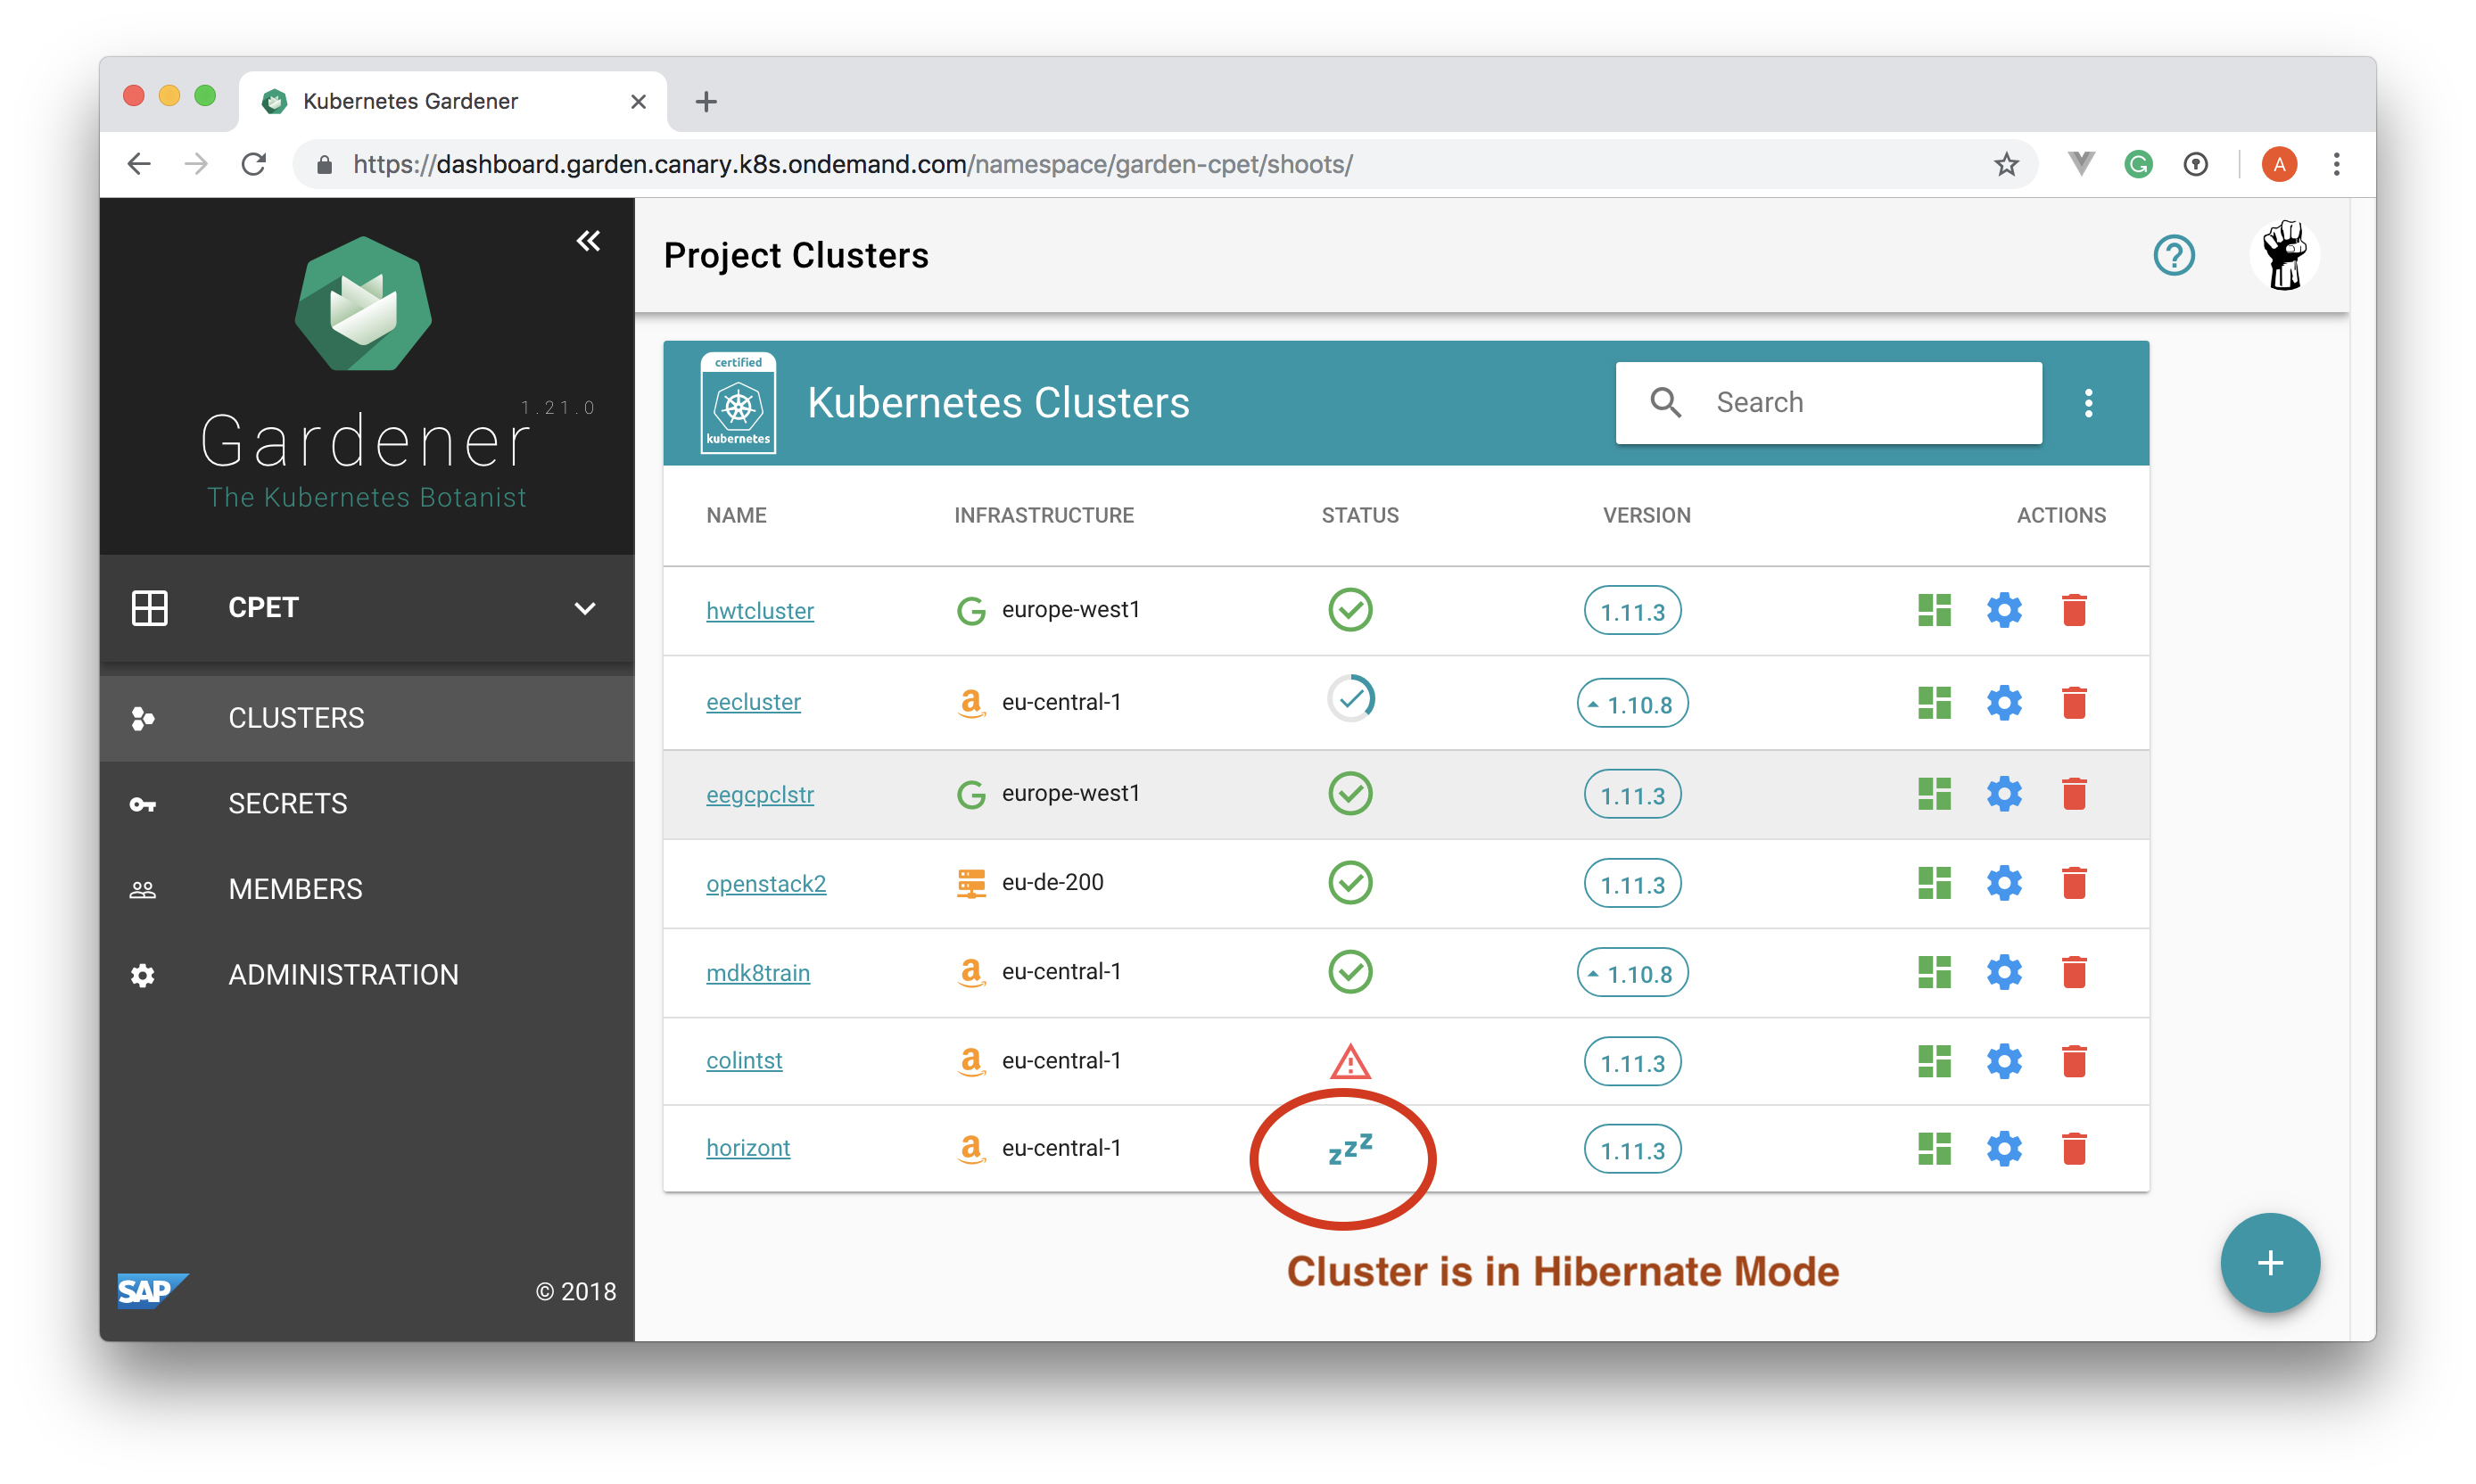 Kubernetes Gardener
https://dashboard.garden.canary.k8s.ondemand.com/namespace/garden-cpet/shoots/
A
Project Clusters
1.21.0
Gardener
The Kubernetes Botanist
CPET
CLUSTERS
SECRETS
MEMBERS
ADMINISTRATION
SAP
© 2018
certified
kubernetes
Kubernetes Clusters
Search
NAME INFRASTRUCTURE STATUS VERSION ACTIONS
hwtcluster europe-west1 1.11.3
eecluster eu-central-1 1.10.8
eegcpclstr europe-west1 1.11.3
openstack2 eu-de-200 1.11.3
mdk8train eu-central-1 1.10.8
colintst eu-central-1 1.11.3
horizont eu-central-1 zzz 1.11.3
Cluster is in Hibernate Mode